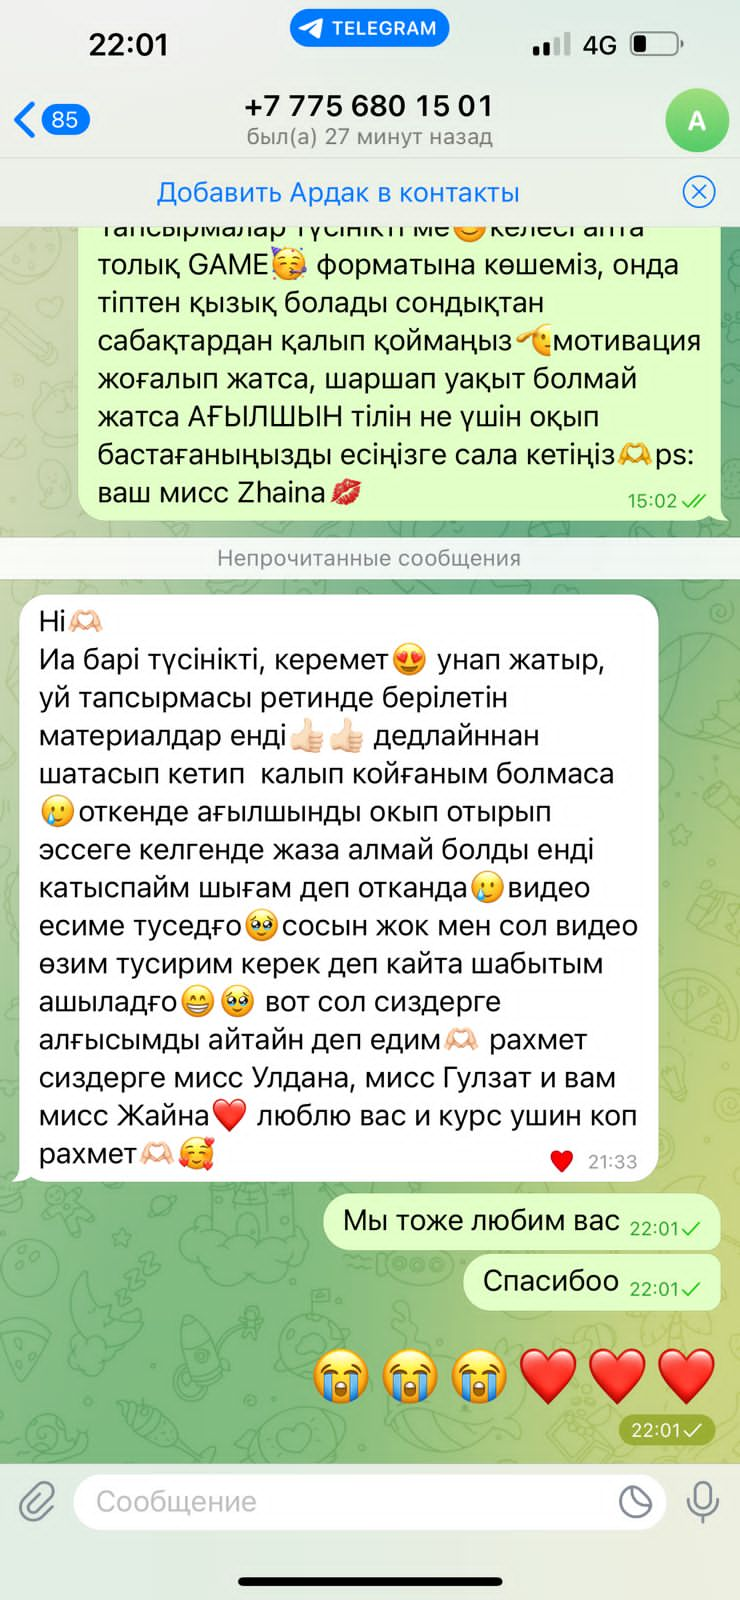 22:01
TELEGRAM
4G
85
+7 775 680 15 01
был(а) 27 минут назад
A
Добавить Ардак в контакты
тапсырмалар түсінікті ме😊келесі апта
толық GAME🥳 форматына көшеміз, онда
тіптен қызық болады сондықтан
сабақтардан қалып қоймаңыз🫡мотивация
жоғалып жатса, шаршап уақыт болмай
жатса АҒЫЛШЫН тілін не үшін оқып
бастағаныңызды есіңізге сала кетіңіз🫶ps:
ваш мисс Zhaina💋
15:02
Непрочитанные сообщения
Hi🫶🏻
Иа барі түсінікті, керемет😍 унап жатыр,
уй тапсырмасы ретинде берілетін
материалдар енді👍🏻👍🏻 дедлайннан
шатасып кетип калып койғаным болмаса
🥲откенде ағылшынды окып отырып
эссеге келгенде жаза алмай болды енді
катыспайм шығам деп отканда🥲видео
есиме туседғо🥹сосын жок мен сол видео
өзим тусирим керек деп кайта шабытым
ашыладғо😁🥹 вот сол сиздерге
алғысымды айтайн деп едим🫶🏻 рахмет
сиздерге мисс Улдана, мисс Гулзат и вам
мисс Жайна❤️ люблю вас и курс ушин коп
рахмет🫶🏻🥰
❤️ 21:33
Мы тоже любим вас 22:01
Спасибоо 22:01
😭😭😭❤️❤️❤️
22:01
Сообщение